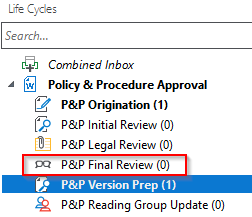 Life Cycles
Search...
Combined Inbox
Policy & Procedure Approval
P&P Origination (1)
P&P Initial Review (0)
P&P Legal Review (0)
P&P Final Review (0)
P&P Version Prep (1)
P&P Reading Group Update (0)